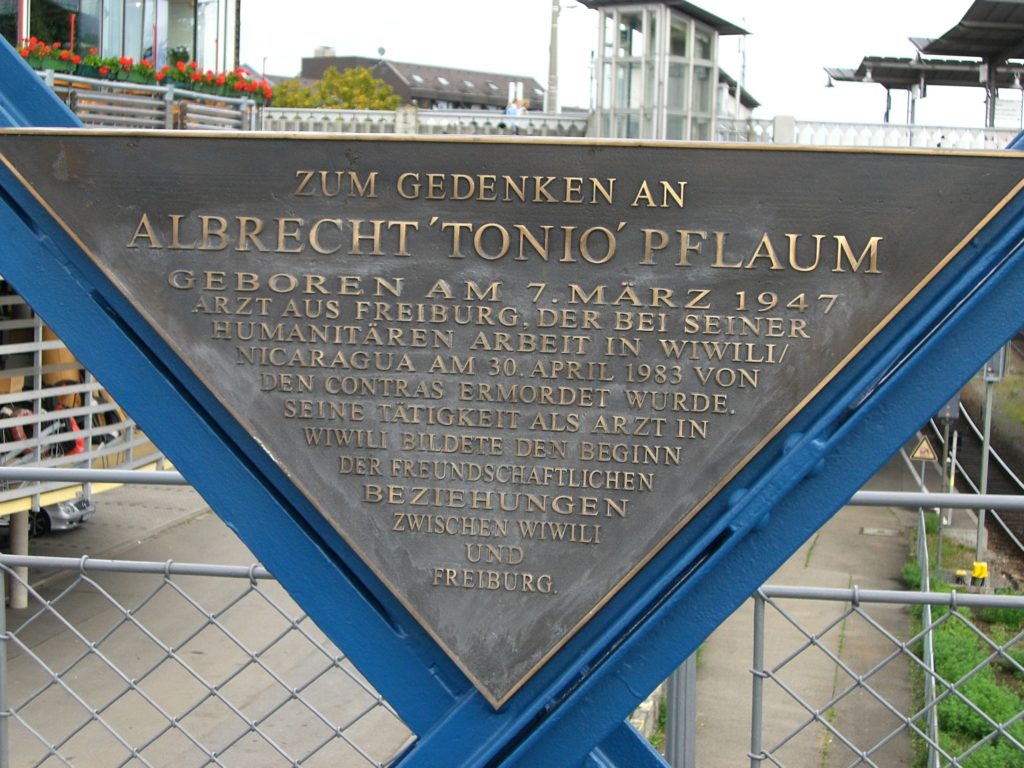 ZUM GEDENKEN AN
ALBRECHT ´TONIO´ PFLAUM
GEBOREN AM 7. MÄRZ 1947
ARZT AUS FREIBURG, DER BEI SEINER
HUMANITÄREN ARBEIT IN WIWILI/
NICARAGUA AM 30. APRIL 1983 VON
DEN CONTRAS ERMORDET WURDE.
SEINE TÄTIGKEIT ALS ARZT IN
WIWILI BILDETE DEN BEGINN
DER FREUNDSCHAFTLICHEN
BEZIEHUNGEN
ZWISCHEN WIWILI
UND
FREIBURG.